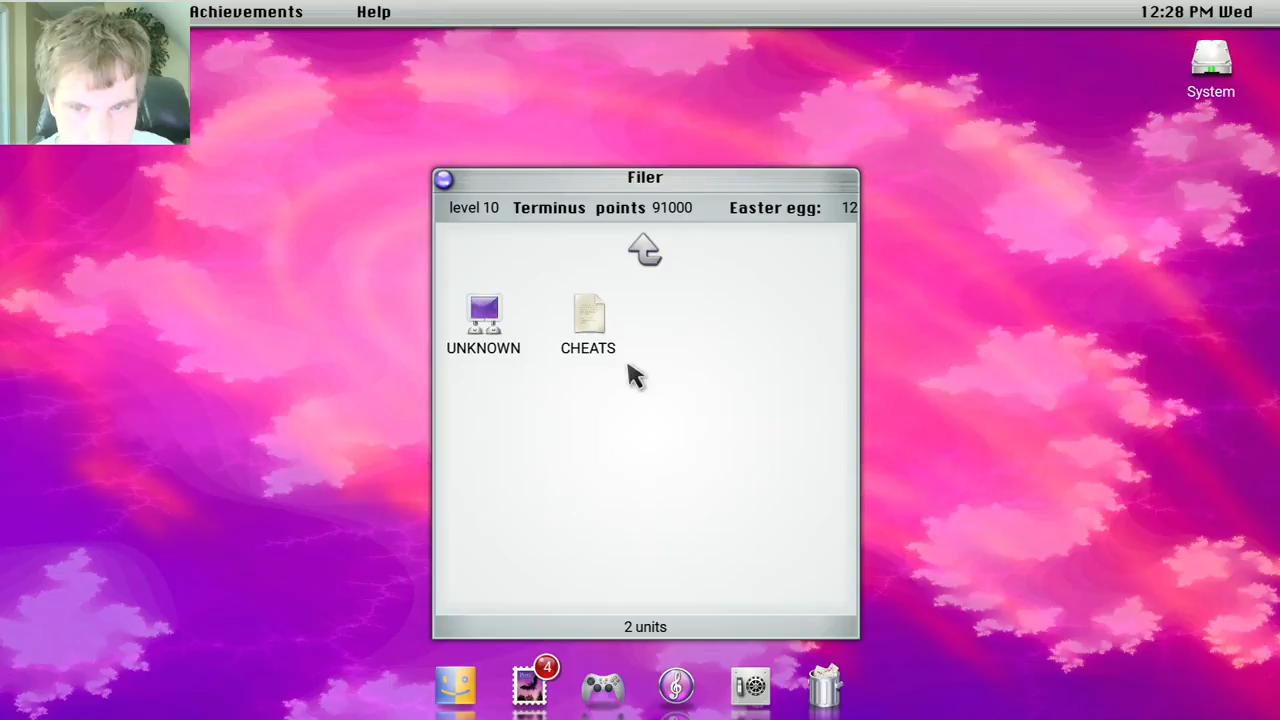 Achievements Help 12:28 PM Wed
System
Filer
level 10 Terminus points 91000 Easter egg: 12
UNKNOWN CHEATS
4
2 units